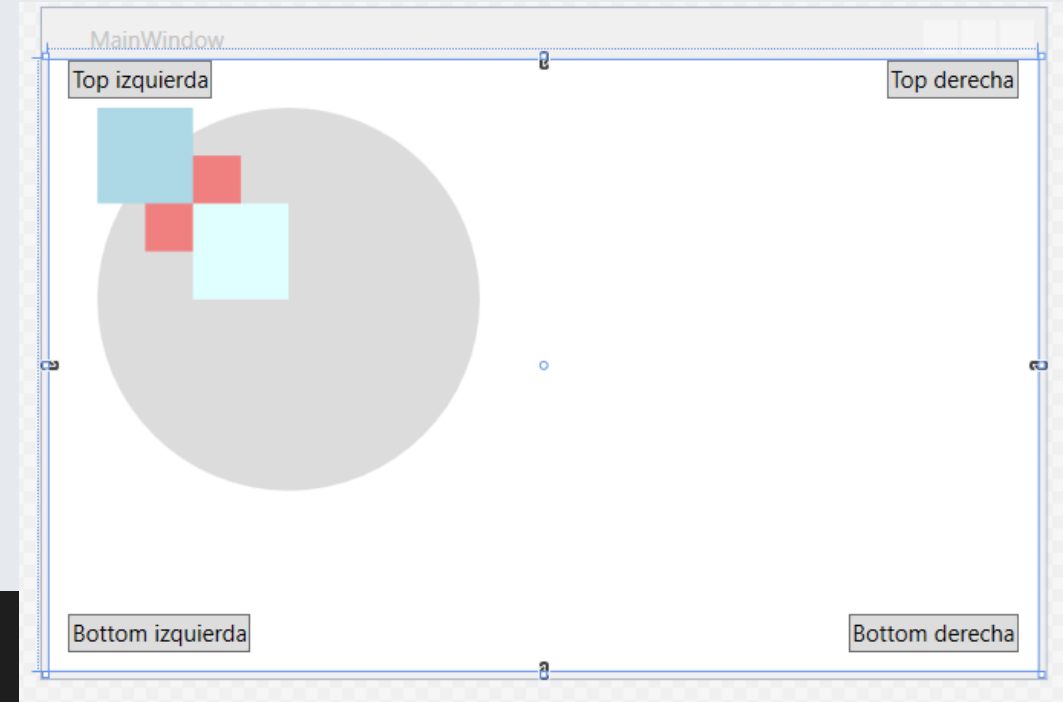 MainWindow
Top izquierda
Top derecha
Bottom izquierda
Bottom derecha